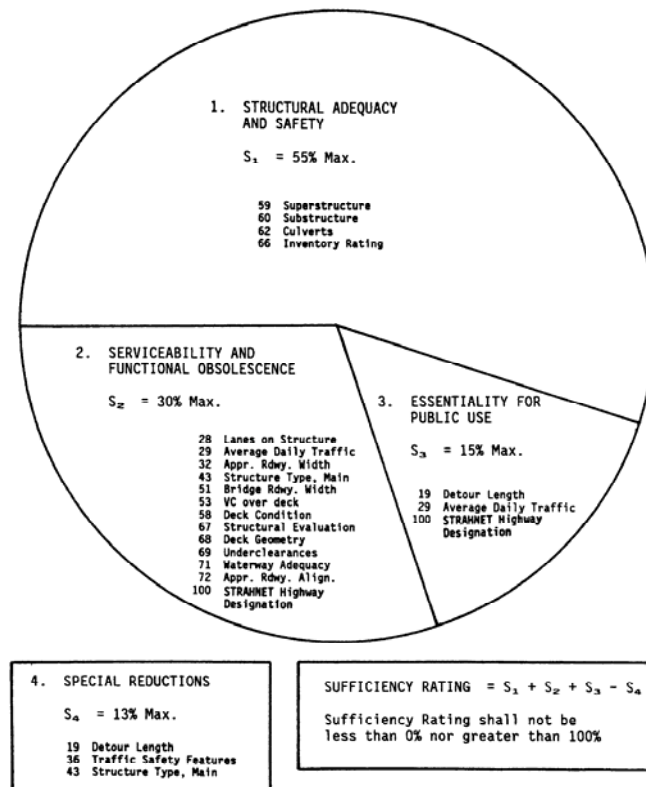 1. STRUCTURAL ADEQUACY
AND SAFETY
S₁ = 55% Max.
59 Superstructure
60 Substructure
62 Culverts
66 Inventory Rating
2. SERVICEABILITY AND
FUNCTIONAL OBSOLESCENCE
S₂ = 30% Max.
28 Lanes on Structure
29 Average Daily Traffic
32 Appr. Rdwy. Width
43 Structure Type, Main
51 Bridge Rdwy. Width
53 VC over deck
58 Deck Condition
67 Structural Evaluation
68 Deck Geometry
69 Underclearances
71 Waterway Adequacy
72 Appr. Rdwy. Align.
100 STRAHNET Highway
Designation
3. ESSENTIALITY FOR
PUBLIC USE
S₃ = 15% Max.
19 Detour Length
29 Average Daily Traffic
100 STRAHNET Highway
Designation
4. SPECIAL REDUCTIONS
S₄ = 13% Max.
19 Detour Length
36 Traffic Safety Features
43 Structure Type, Main
SUFFICIENCY RATING = S₁ + S₂ + S₃ - S₄
Sufficiency Rating shall not be
less than 0% nor greater than 100%